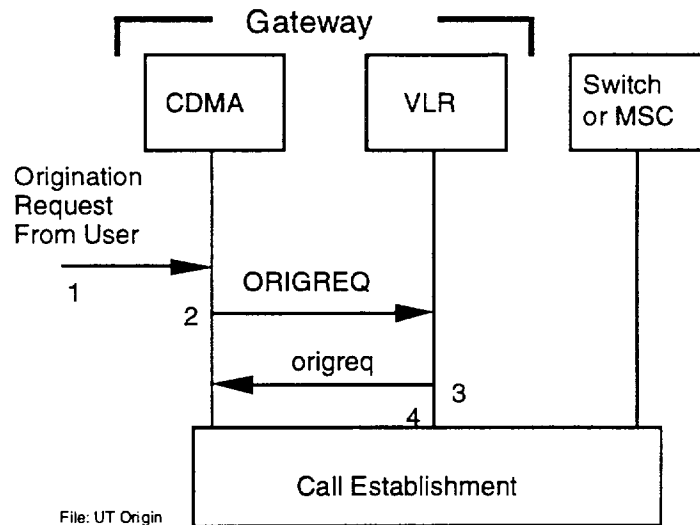 Gateway
CDMA
VLR
Switch
or MSC
Origination
Request
From User
1
ORIGREQ
2
origreq
3
4
Call Establishment
File: UT Origin